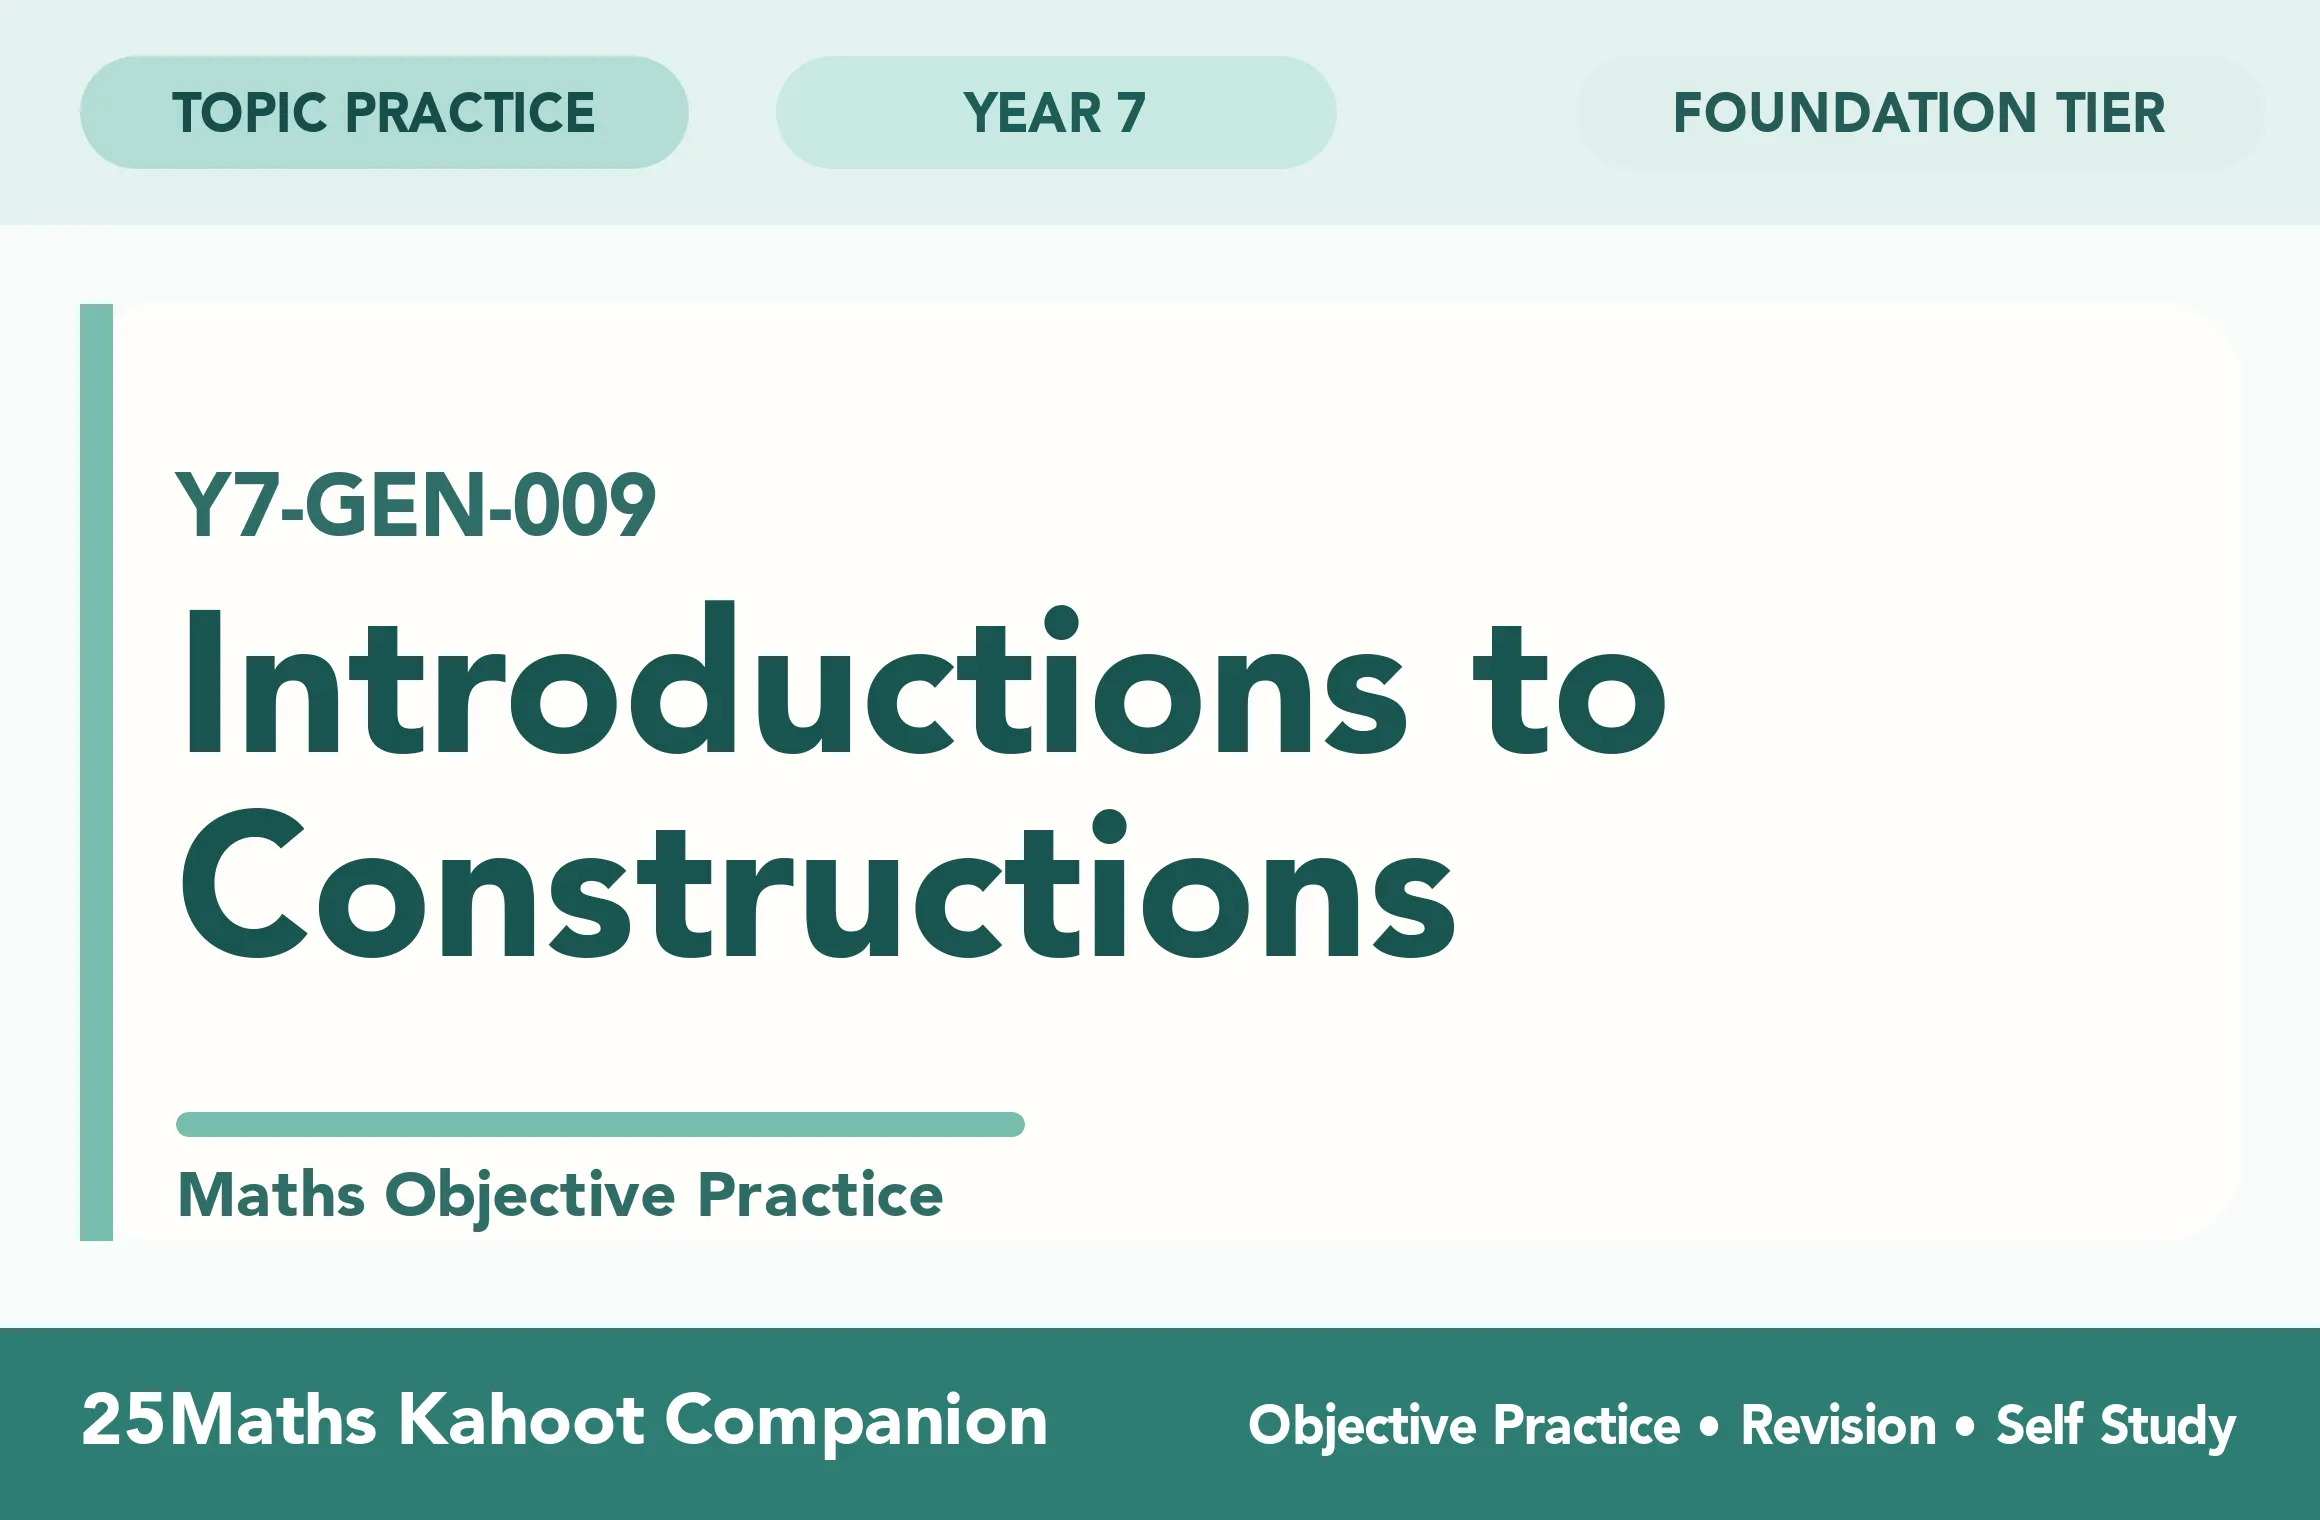 TOPIC PRACTICE
YEAR 7
FOUNDATION TIER
Y7-GEN-009
Introductions to
Constructions
Maths Objective Practice
25Maths Kahoot Companion
Objective Practice • Revision • Self Study